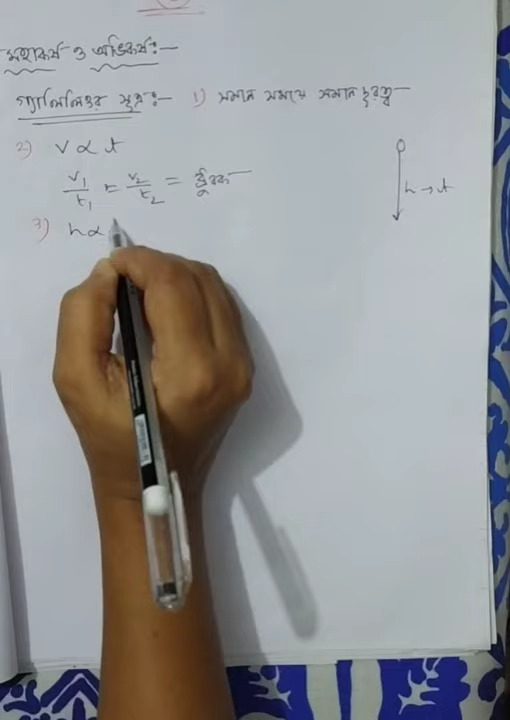 মহাকর্ষ ও অভিকর্ষ :-
গ্যালিলিওর সূত্র :- 1) সমান সময়ে সমান দূরত্ব
2) v ∝ t
v₁/t₁ = v₂/t₂ = ধ্রুবক
h → t
3) h ∝